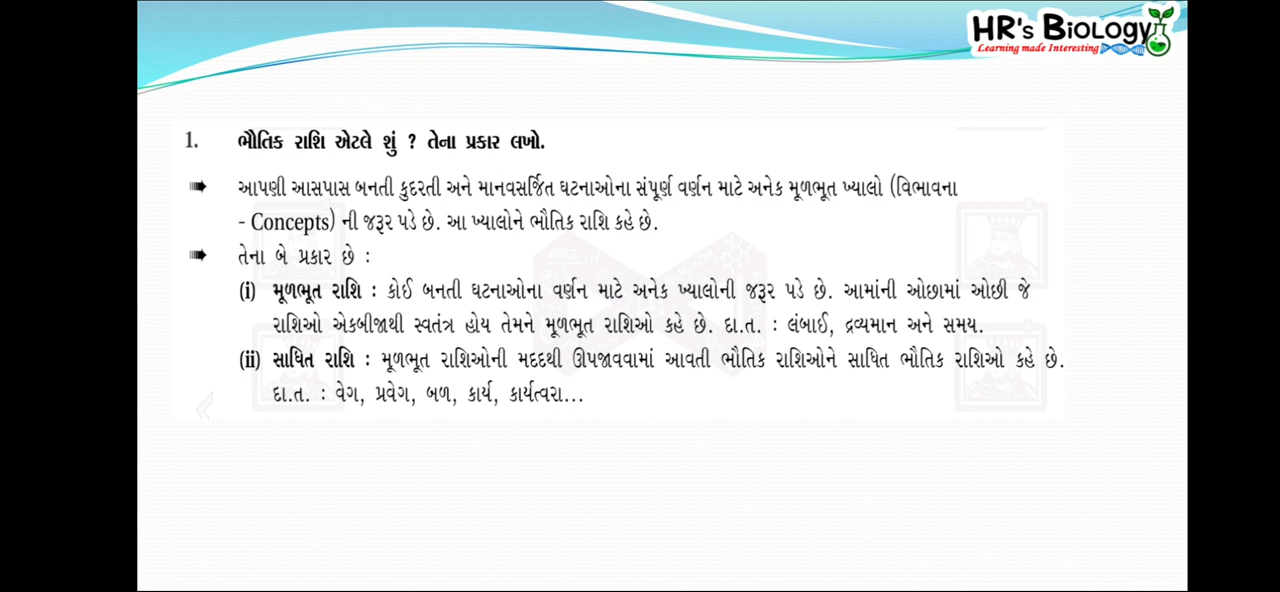 HR's Biology
Learning made Interesting
1. ભૌતિક રાશિ એટલે શું ? તેના પ્રકાર લખો.
➠ આપણી આસપાસ બનતી કુદરતી અને માનવસર્જિત ઘટનાઓના સંપૂર્ણ વર્ણન માટે અનેક મૂળભૂત ખ્યાલો (વિભાવના
- Concepts) ની જરૂર પડે છે. આ ખ્યાલોને ભૌતિક રાશિ કહે છે.
➠ તેના બે પ્રકાર છે :
(i) મૂળભૂત રાશિ : કોઈ બનતી ઘટનાઓના વર્ણન માટે અનેક ખ્યાલોની જરૂર પડે છે. આમાંની ઓછામાં ઓછી જે
રાશિઓ એકબીજાથી સ્વતંત્ર હોય તેમને મૂળભૂત રાશિઓ કહે છે. દા.ત. : લંબાઈ, દ્રવ્યમાન અને સમય.
(ii) સાધિત રાશિ : મૂળભૂત રાશિઓની મદદથી ઊપજાવવામાં આવતી ભૌતિક રાશિઓને સાધિત ભૌતિક રાશિઓ કહે છે.
દા.ત. : વેગ, પ્રવેગ, બળ, કાર્ય, કાર્યત્વરા...